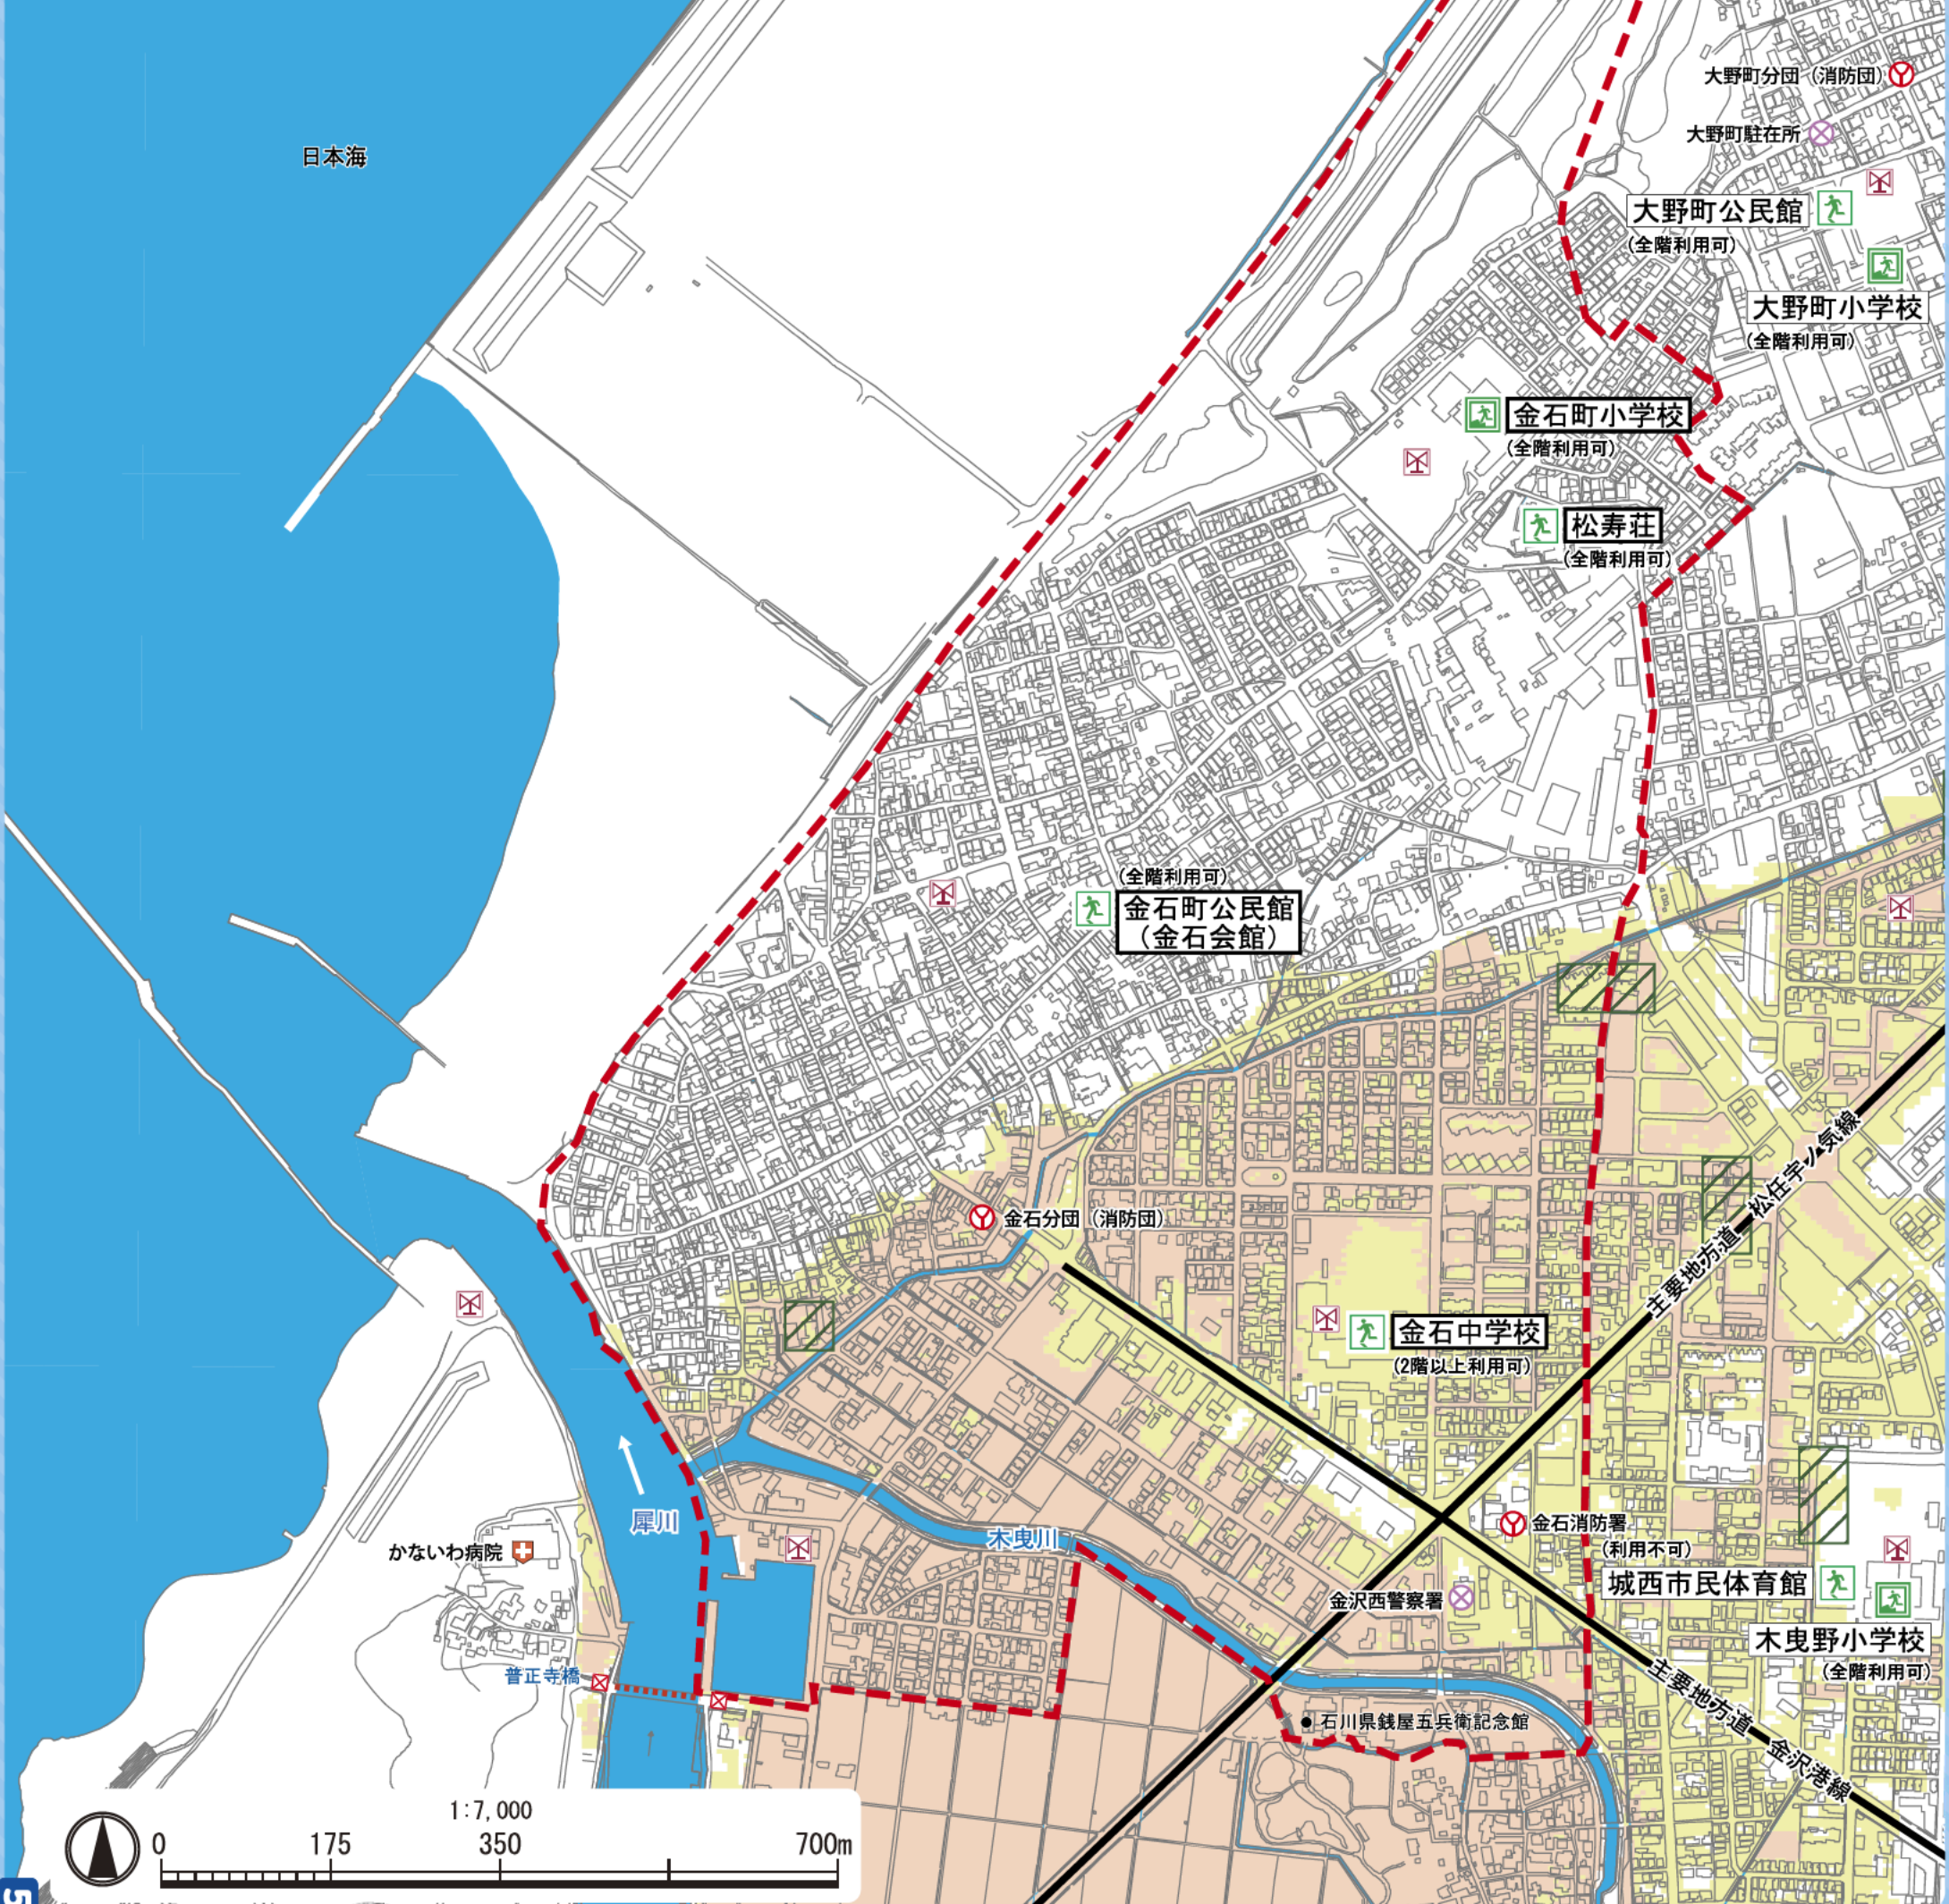 大野町分団（消防団）
日本海
大野町駐在所
大野町公民館
(全階利用可)
大野町小学校
(全階利用可)
金石町小学校
(全階利用可)
松寿荘
(全階利用可)
(全階利用可)
金石町公民館
（金石会館）
主要地方道 松任宇ノ気線
金石分団（消防団）
金石中学校
(2階以上利用可)
犀川
木曳川
かないわ病院
金石消防署
(利用不可)
城西市民体育館
金沢西警察署
木曳野小学校
(全階利用可)
普正寺橋
主要地方道 金沢港線
石川県銭屋五兵衛記念館
1:7,000
0 175 350 700m
5